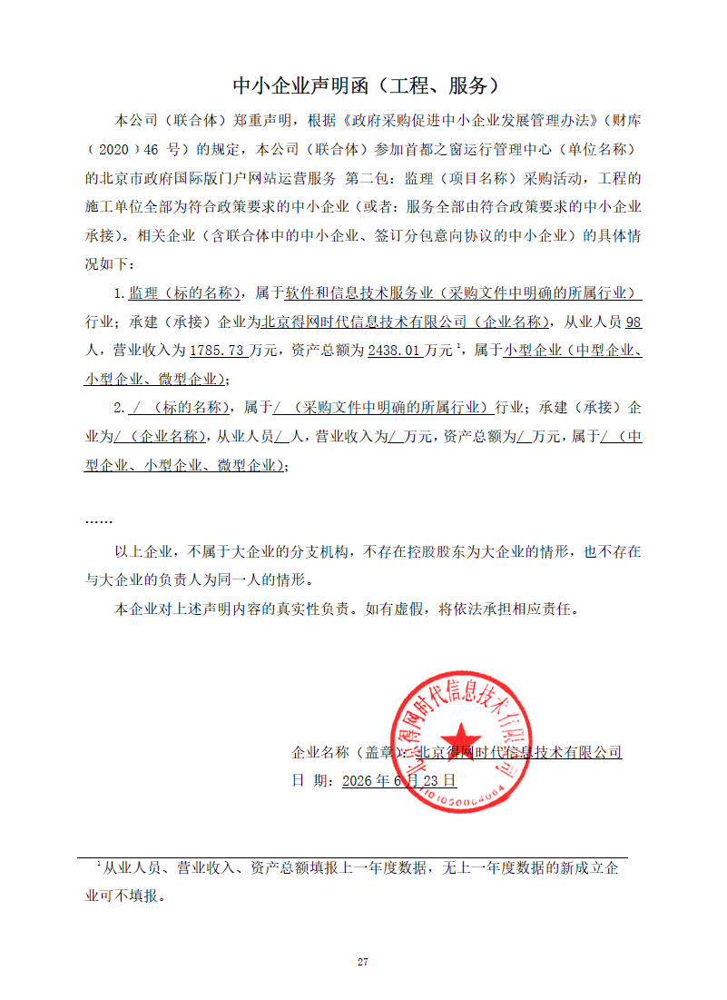 中小企业声明函（工程、服务）
本公司（联合体）郑重声明，根据《政府采购促进中小企业发展管理办法》（财库
﹝2020﹞46 号）的规定，本公司（联合体）参加首都之窗运行管理中心（单位名称）
的北京市政府国际版门户网站运营服务 第二包：监理（项目名称）采购活动，工程的
施工单位全部为符合政策要求的中小企业（或者：服务全部由符合政策要求的中小企业
承接）。相关企业（含联合体中的中小企业、签订分包意向协议的中小企业）的具体情
况如下：
1.监理（标的名称），属于软件和信息技术服务业（采购文件中明确的所属行业）
行业；承建（承接）企业为北京得网时代信息技术有限公司（企业名称），从业人员 98
人，营业收入为 1785.73 万元，资产总额为 2438.01 万元¹，属于小型企业（中型企业、
小型企业、微型企业）；
2. / （标的名称），属于/ （采购文件中明确的所属行业）行业；承建（承接）企
业为/ （企业名称），从业人员/ 人，营业收入为/ 万元，资产总额为/ 万元，属于/ （中
型企业、小型企业、微型企业）；
……
以上企业，不属于大企业的分支机构，不存在控股股东为大企业的情形，也不存在
与大企业的负责人为同一人的情形。
本企业对上述声明内容的真实性负责。如有虚假，将依法承担相应责任。
北京得网时代信息技术有限公司
企业名称（盖章）：北京得网时代信息技术有限公司
日 期：2026 年 6 月 23 日
¹从业人员、营业收入、资产总额填报上一年度数据，无上一年度数据的新成立企
业可不填报。
27